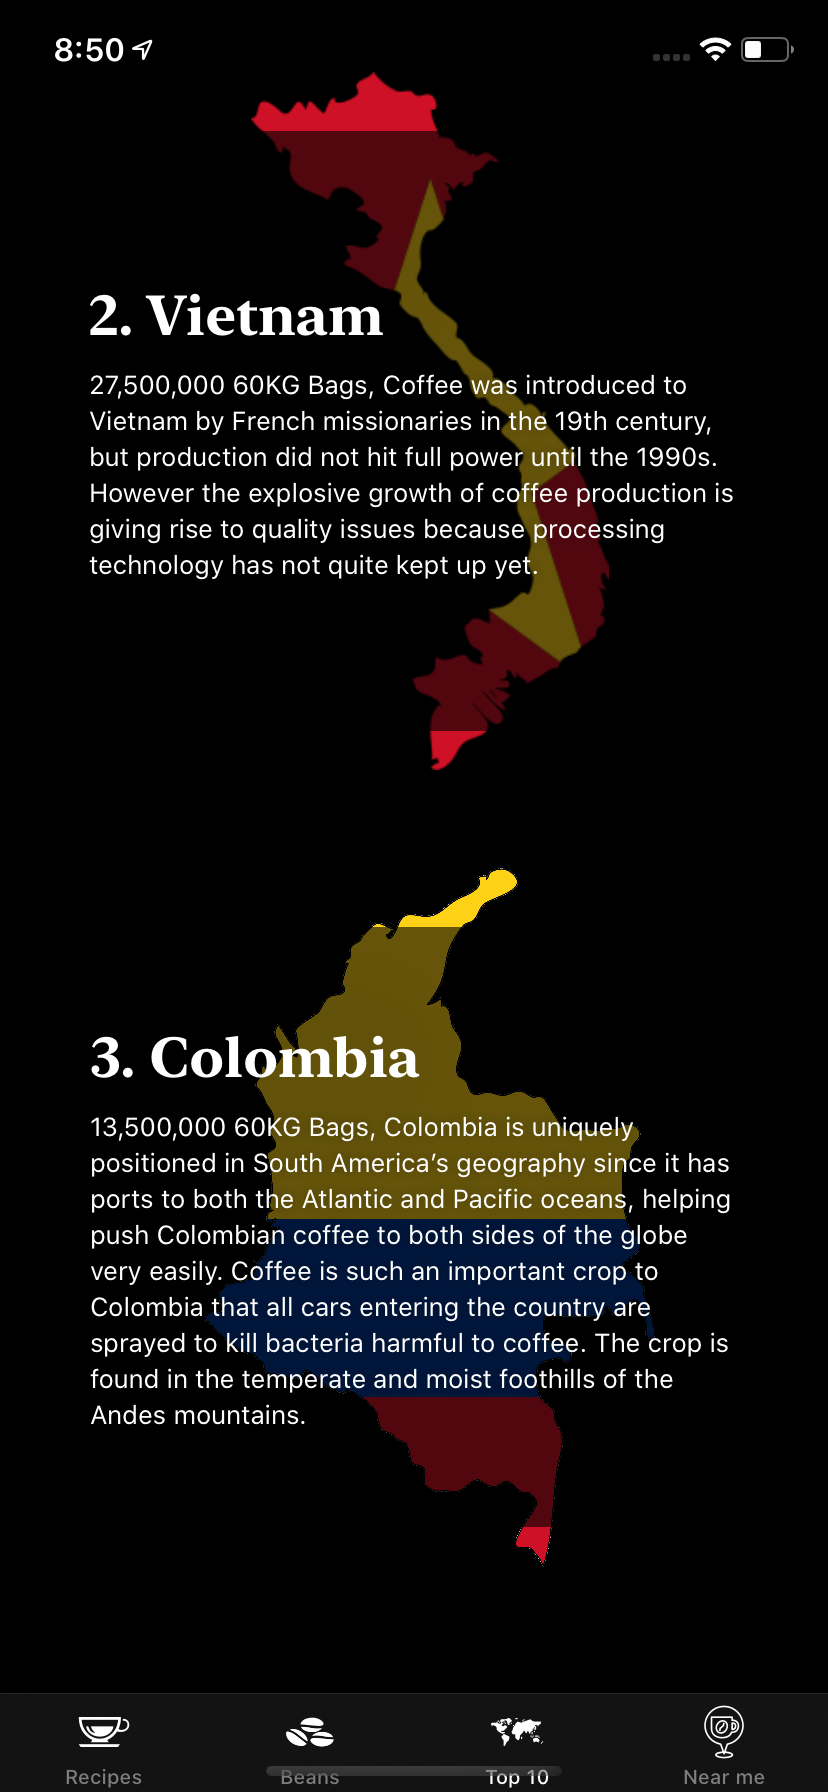 8:50
2. Vietnam
27,500,000 60KG Bags, Coffee was introduced to
Vietnam by French missionaries in the 19th century,
but production did not hit full power until the 1990s.
However the explosive growth of coffee production is
giving rise to quality issues because processing
technology has not quite kept up yet.
3. Colombia
13,500,000 60KG Bags, Colombia is uniquely
positioned in South America’s geography since it has
ports to both the Atlantic and Pacific oceans, helping
push Colombian coffee to both sides of the globe
very easily. Coffee is such an important crop to
Colombia that all cars entering the country are
sprayed to kill bacteria harmful to coffee. The crop is
found in the temperate and moist foothills of the
Andes mountains.
Recipes Beans Top 10 Near me